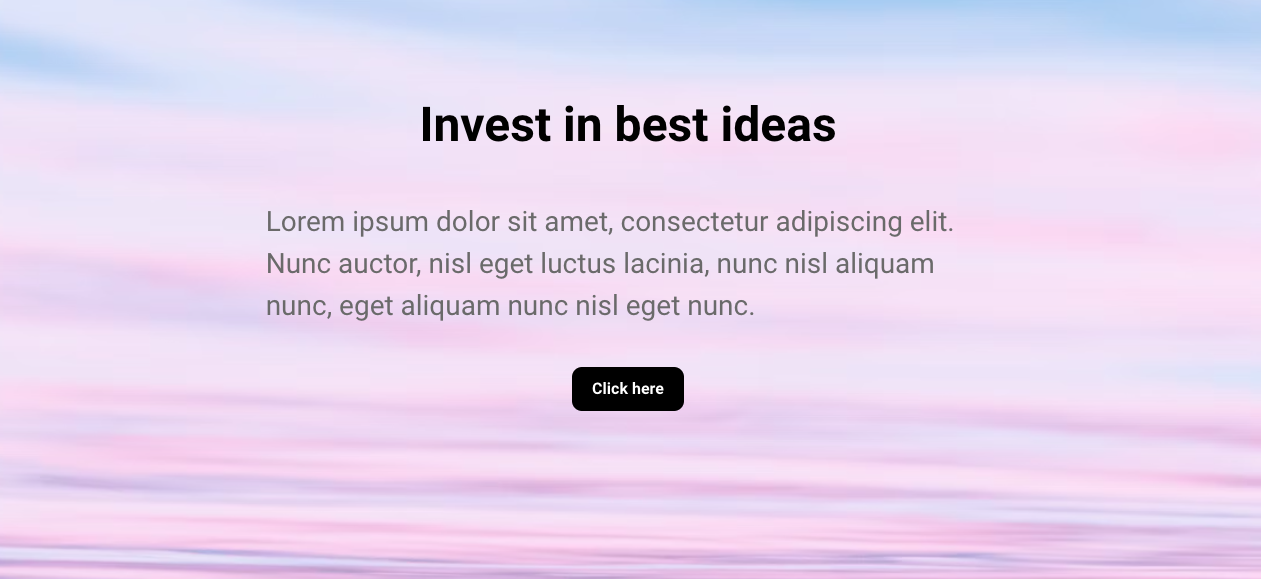 Invest in best ideas
Lorem ipsum dolor sit amet, consectetur adipiscing elit.
Nunc auctor, nisl eget luctus lacinia, nunc nisl aliquam
nunc, eget aliquam nunc nisl eget nunc.
Click here